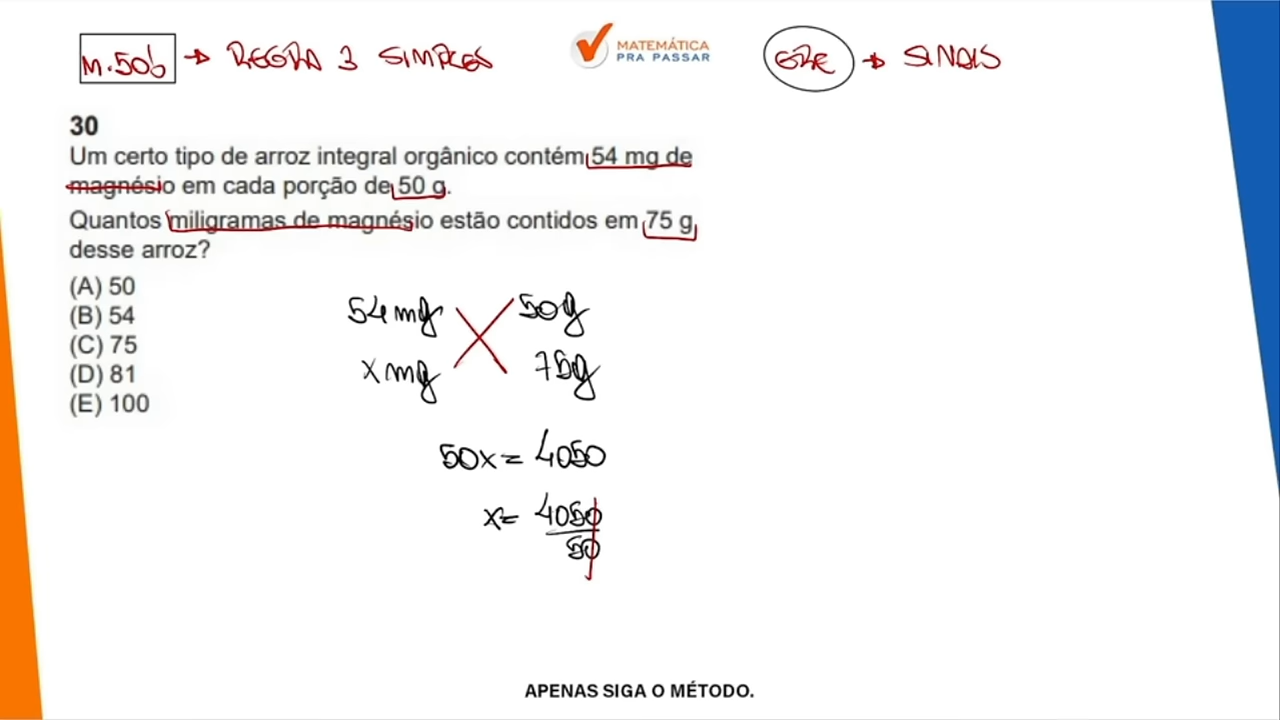 M.50b → REGRA 3 SIMPLES
MATEMÁTICA
PRA PASSAR
→ SINAIS
30
Um certo tipo de arroz integral orgânico contém 54 mg de
magnésio em cada porção de 50 g.
Quantos miligramas de magnésio estão contidos em 75 g
desse arroz?
(A) 50
(B) 54
(C) 75
(D) 81
(E) 100
54mg 50g
x mg 75g
50x = 4050
x = 4050
50
APENAS SIGA O MÉTODO.